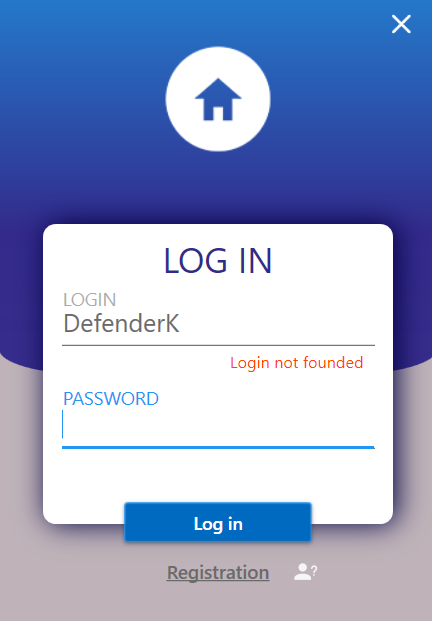 LOG IN
LOGIN
DefenderK
Login not founded
PASSWORD
Log in
Registration ?